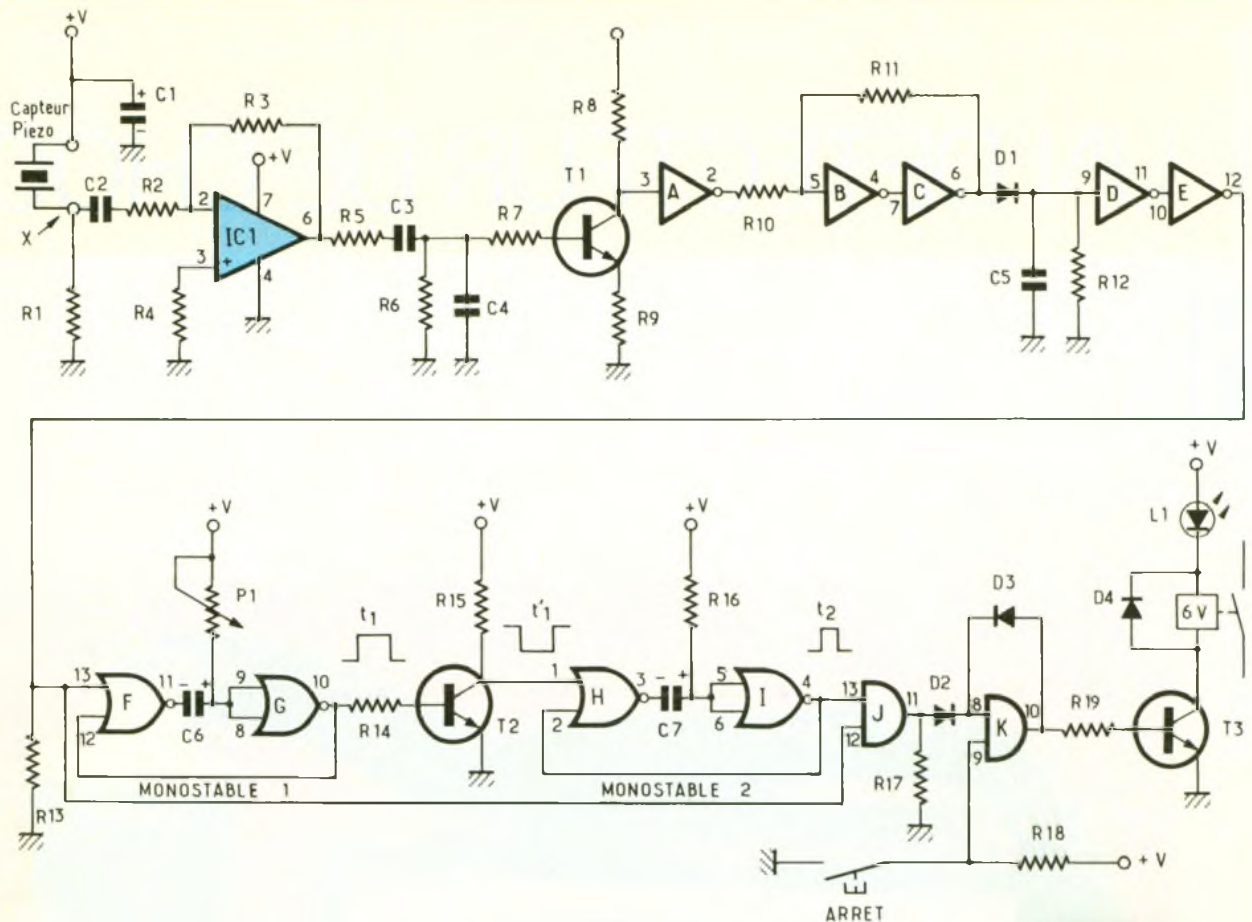 +V
+
C1
-
Capteur
Piezo
X
R1
C2
R2
R3
+V
2
7
IC1
6
3
+
4
R4
R5
C3
R6
C4
R7
T1
R8
R9
3
A
2
R10
R11
5
B
4
7
C
6
D1
C5
R12
9
D
11
10
E
12
13
F
11
12
R13
- +
C6
+V
P1
9
G
10
8
MONOSTABLE 1
t1
R14
+V
R15
T2
t'1
1
H
3
2
- +
C7
+V
R16
5
I
4
6
MONOSTABLE 2
t2
13
J
11
12
R17
D2
D3
8
K
10
9
R18
+V
ARRET
R19
T3
+V
L1
D4
6V